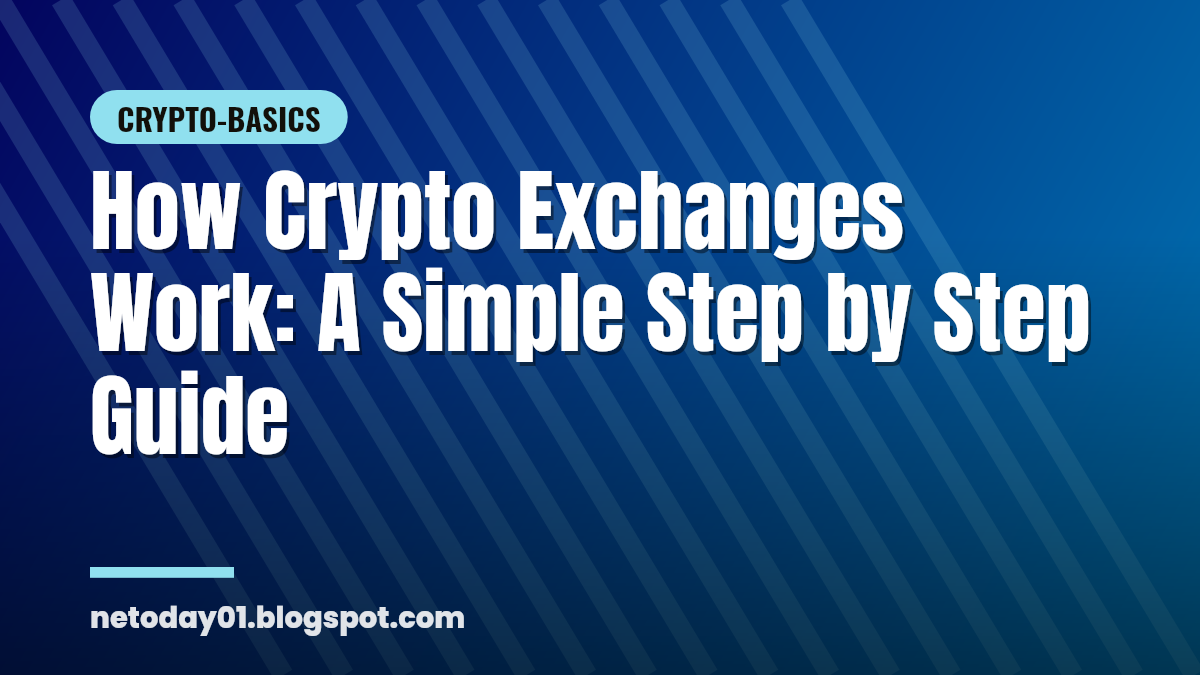 CRYPTO-BASICS
How Crypto Exchanges
Work: A Simple Step by Step
Guide
netoday01.blogspot.com